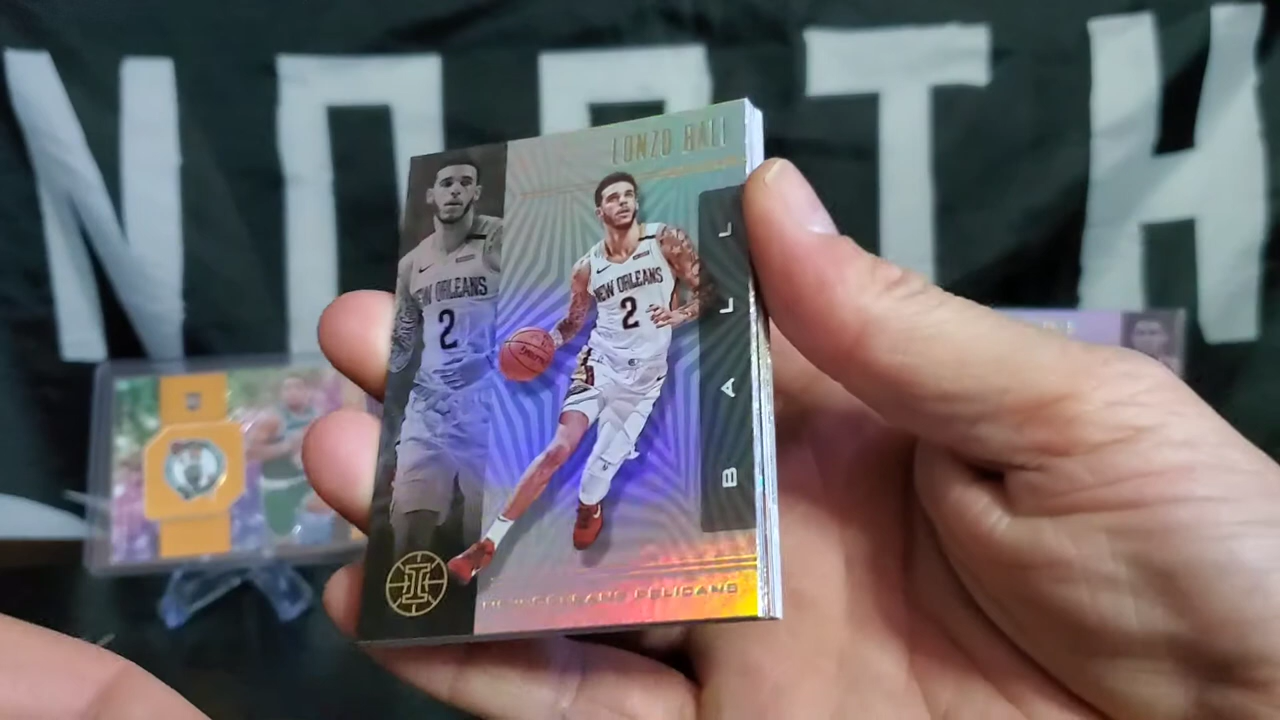 NORTH
LONZO BALL
BALL
NEW ORLEANS
2
NEW ORLEANS
2
NEW ORLEANS PELICANS